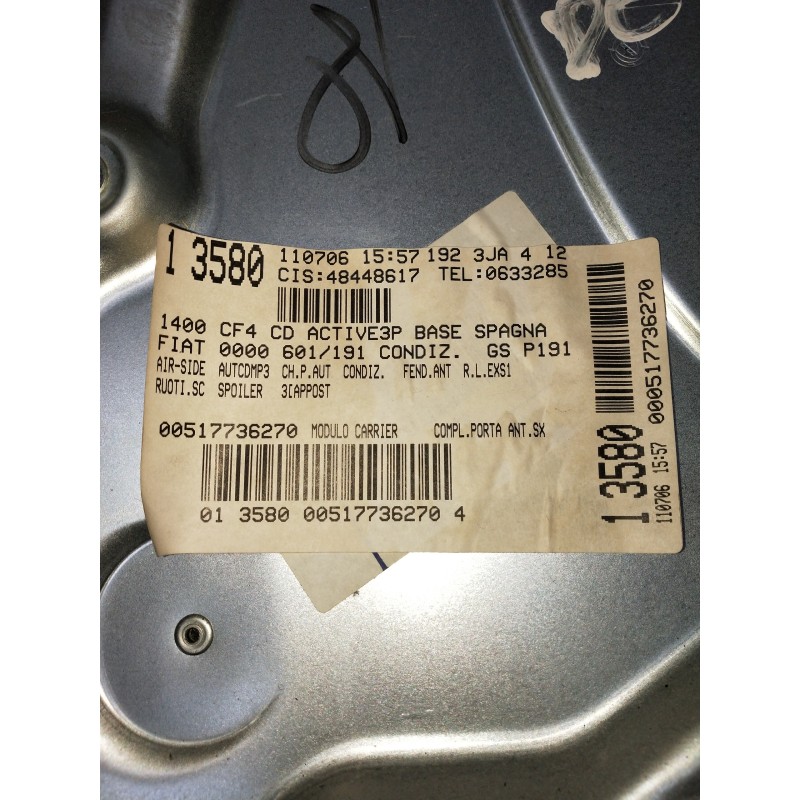 1 3580
110706 15:57 192 3JA 4 12
CIS:48448617 TEL:0633285
1400 CF4 CD ACTIVE3P BASE SPAGNA
FIAT 0000 601/191 CONDIZ. GS P191
AIR-SIDE AUTCDMP3 CH.P.AUT CONDIZ. FEND.ANT R.L.EXS1
RUOTI.SC SPOILER 3[APPOST
00517736270 MODULO CARRIER COMPL.PORTA ANT.SX
01 3580 00517736270 4
1 3580
110706 15:57
000517736270